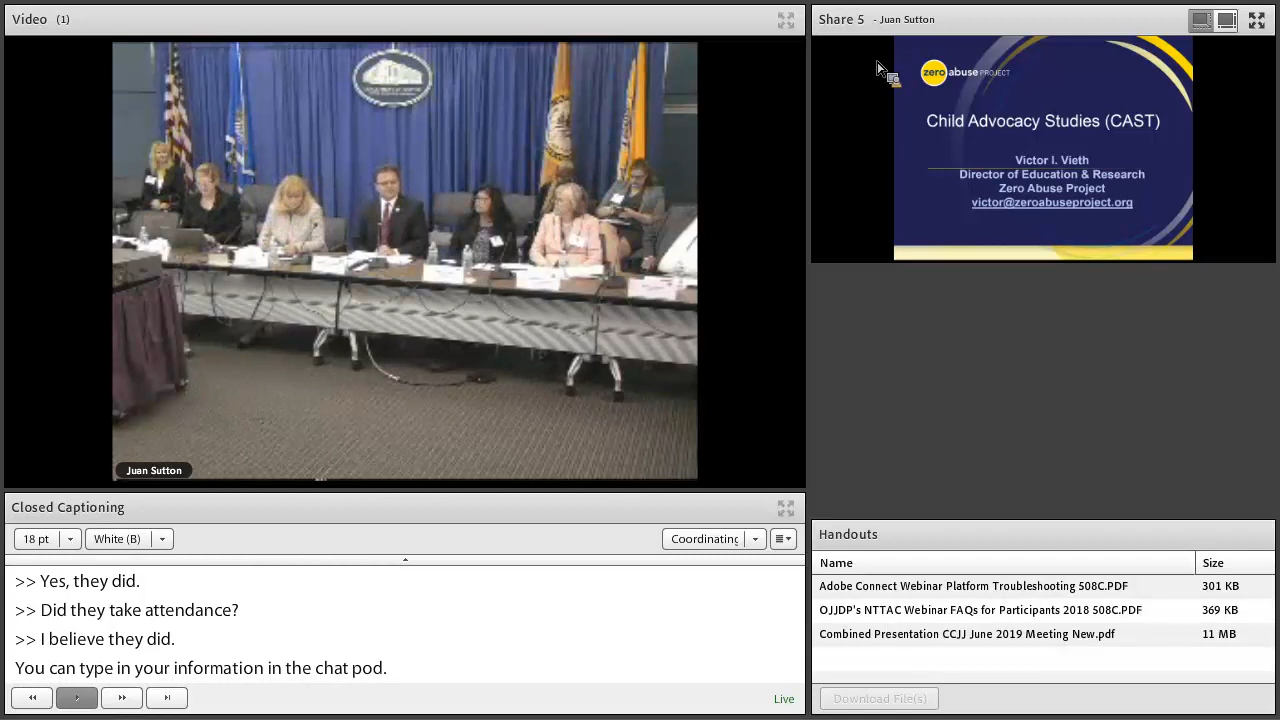 Video (1)
Juan Sutton
Share 5 - Juan Sutton
zero abuse PROJECT
Child Advocacy Studies (CAST)
Victor I. Vieth
Director of Education & Research
Zero Abuse Project
victor@zeroabuseproject.org
Closed Captioning
18 pt White (B) Coordinating
>> Yes, they did.
>> Did they take attendance?
>> I believe they did.
You can type in your information in the chat pod.
Live
Handouts
Name Size
Adobe Connect Webinar Platform Troubleshooting 508C.PDF 301 KB
OJJDP's NTTAC Webinar FAQs for Participants 2018 508C.PDF 369 KB
Combined Presentation CCJJ June 2019 Meeting New.pdf 11 MB
Download File(s)